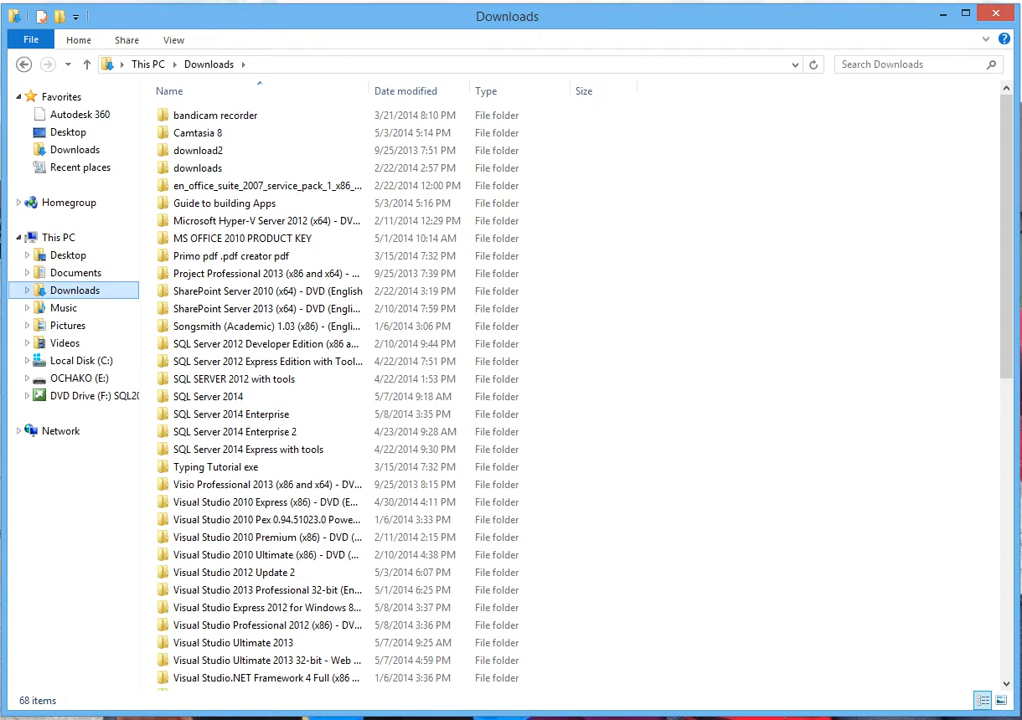 Downloads
File Home Share View
This PC Downloads Search Downloads
Name Date modified Type Size
Favorites
Autodesk 360
Desktop
Downloads
Recent places
Homegroup
This PC
Desktop
Documents
Downloads
Music
Pictures
Videos
Local Disk (C:)
OCHAKO (E:)
DVD Drive (F:) SQL20
Network
bandicam recorder 3/21/2014 8:10 PM File folder
Camtasia 8 5/3/2014 5:14 PM File folder
download2 9/25/2013 7:51 PM File folder
downloads 2/22/2014 2:57 PM File folder
en_office_suite_2007_service_pack_1_x86_... 2/22/2014 12:00 PM File folder
Guide to building Apps 5/3/2014 5:16 PM File folder
Microsoft Hyper-V Server 2012 (x64) - DV... 2/11/2014 12:29 PM File folder
MS OFFICE 2010 PRODUCT KEY 5/1/2014 10:14 AM File folder
Primo pdf .pdf creator pdf 3/15/2014 7:32 PM File folder
Project Professional 2013 (x86 and x64) - ... 9/25/2013 7:39 PM File folder
SharePoint Server 2010 (x64) - DVD (English 2/22/2014 3:19 PM File folder
SharePoint Server 2013 (x64) - DVD (Engli... 2/10/2014 7:59 PM File folder
Songsmith (Academic) 1.03 (x86) - (Engli... 1/6/2014 3:06 PM File folder
SQL Server 2012 Developer Edition (x86 a... 2/10/2014 9:44 PM File folder
SQL Server 2012 Express Edition with Tool... 4/22/2014 7:51 PM File folder
SQL SERVER 2012 with tools 4/22/2014 1:53 PM File folder
SQL Server 2014 5/7/2014 9:18 AM File folder
SQL Server 2014 Enterprise 5/8/2014 3:35 PM File folder
SQL Server 2014 Enterprise 2 4/23/2014 9:28 AM File folder
SQL Server 2014 Express with tools 4/22/2014 9:30 PM File folder
Typing Tutorial exe 3/15/2014 7:32 PM File folder
Visio Professional 2013 (x86 and x64) - DV... 9/25/2013 8:15 PM File folder
Visual Studio 2010 Express (x86) - DVD (E... 4/30/2014 4:11 PM File folder
Visual Studio 2010 Pex 0.94.51023.0 Powe... 1/6/2014 3:33 PM File folder
Visual Studio 2010 Premium (x86) - DVD (... 2/11/2014 2:15 PM File folder
Visual Studio 2010 Ultimate (x86) - DVD (... 2/10/2014 4:38 PM File folder
Visual Studio 2012 Update 2 5/3/2014 6:07 PM File folder
Visual Studio 2013 Professional 32-bit (En... 5/1/2014 6:25 PM File folder
Visual Studio Express 2012 for Windows 8... 5/8/2014 3:37 PM File folder
Visual Studio Professional 2012 (x86) - DV... 5/8/2014 3:36 PM File folder
Visual Studio Ultimate 2013 5/7/2014 9:25 AM File folder
Visual Studio Ultimate 2013 32-bit - Web ... 5/7/2014 4:59 PM File folder
Visual Studio.NET Framework 4 Full (x86 ... 1/6/2014 3:36 PM File folder
68 items